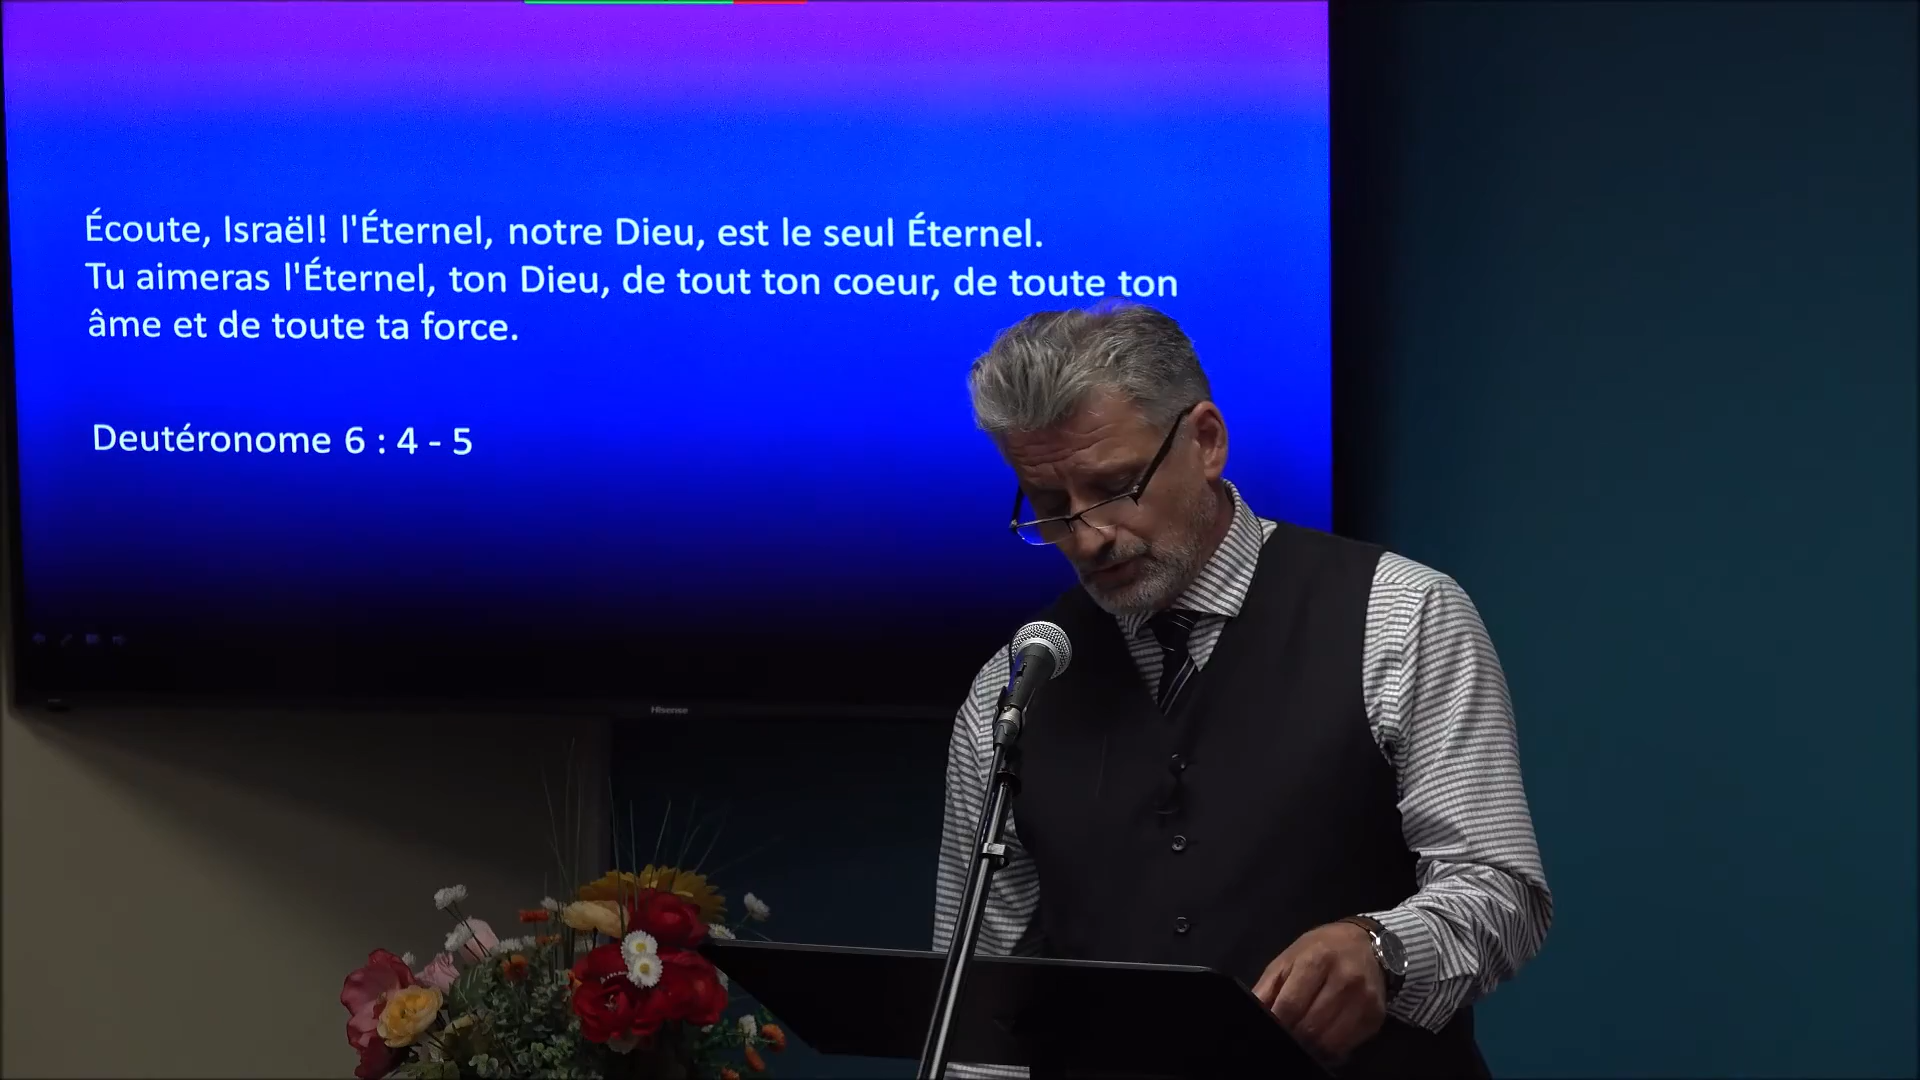 Écoute, Israël! l'Éternel, notre Dieu, est le seul Éternel.
Tu aimeras l'Éternel, ton Dieu, de tout ton coeur, de toute ton
âme et de toute ta force.
Deutéronome 6 : 4 - 5
Hisense